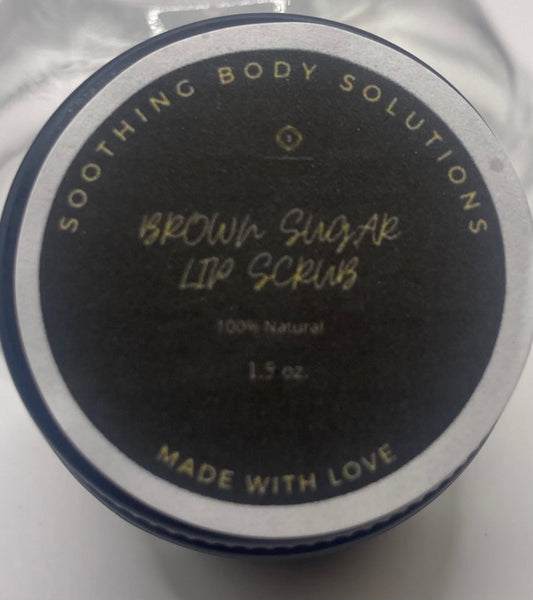 SOOTHING BODY SOLUTIONS
BROWN SUGAR
LIP SCRUB
100% Natural
1.5 oz.
MADE WITH LOVE